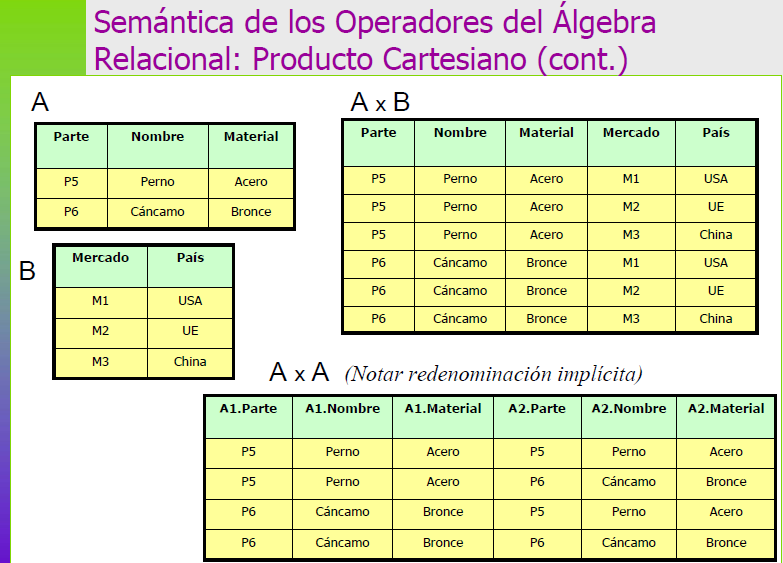 Semántica de los Operadores del Álgebra
Relacional: Producto Cartesiano (cont.)
A
Parte Nombre Material
P5 Perno Acero
P6 Cáncamo Bronce
B
Mercado País
M1 USA
M2 UE
M3 China
A x B
Parte Nombre Material Mercado País
P5 Perno Acero M1 USA
P5 Perno Acero M2 UE
P5 Perno Acero M3 China
P6 Cáncamo Bronce M1 USA
P6 Cáncamo Bronce M2 UE
P6 Cáncamo Bronce M3 China
A x A (Notar redenominación implícita)
A1.Parte A1.Nombre A1.Material A2.Parte A2.Nombre A2.Material
P5 Perno Acero P5 Perno Acero
P5 Perno Acero P6 Cáncamo Bronce
P6 Cáncamo Bronce P5 Perno Acero
P6 Cáncamo Bronce P6 Cáncamo Bronce